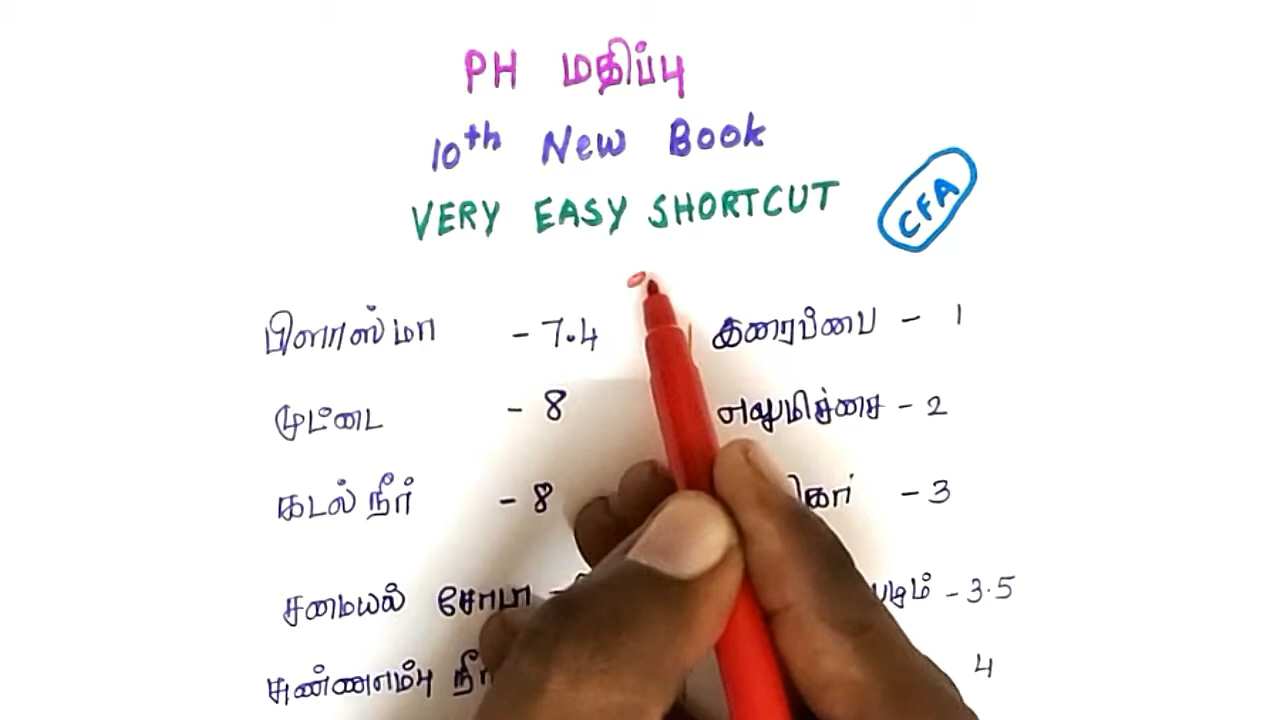 PH மதிப்பு
10th New Book
VERY EASY SHORTCUT
CFA
பிளாஸ்மா - 7.4
இரைப்பை - 1
முட்டை - 8
எலுமிச்சை - 2
கடல் நீர் - 8
- 3
சமையல் சோடா -
- 3.5
சுண்ணாம்பு நீர்
4